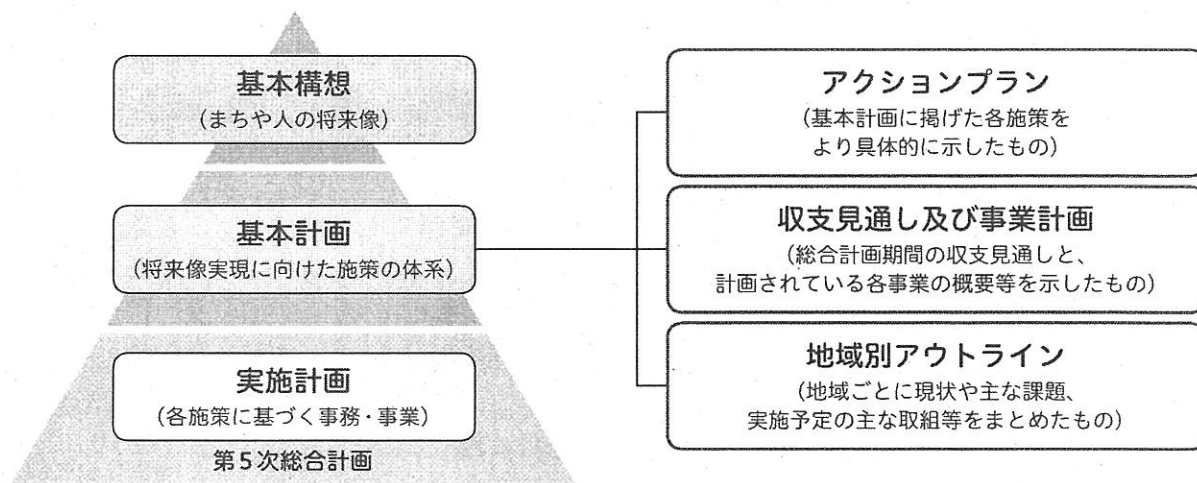 基本構想
(まちや人の将来像)
基本計画
(将来像実現に向けた施策の体系)
実施計画
(各施策に基づく事務・事業)
第5次総合計画
アクションプラン
(基本計画に掲げた各施策を
より具体的に示したもの)
収支見通し及び事業計画
(総合計画期間の収支見通しと、
計画されている各事業の概要等を示したもの)
地域別アウトライン
(地域ごとに現状や主な課題、
実施予定の主な取組等をまとめたもの)